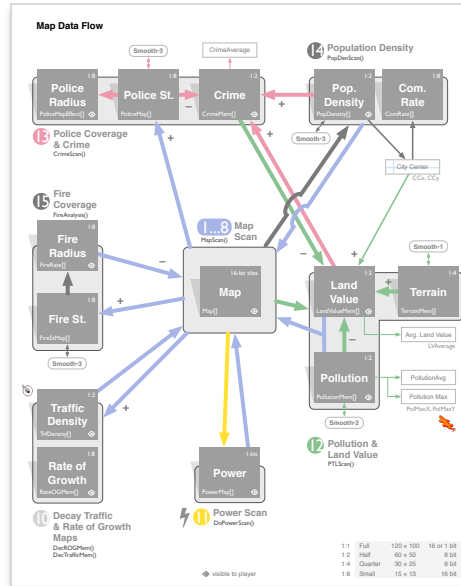 Map Data Flow
Smooth-3
CrimeAverage
14 Population Density
PopDenScan()
1:8
Police Radius
PoliceMapEffect[]
1:8
Police St.
PoliceMap[]
1:2
Crime
CrimeMem[]
1:2
Pop. Density
PopDensity[]
1:8
Com. Rate
ComRate[]
13 Police Coverage & Crime
CrimeScan()
Smooth-3
City Center
CCx, CCy
15 Fire Coverage
FireAnalysis()
1...8 Map Scan
MapScan()
1:8
Fire Radius
FireRate[]
1:8
Fire St.
FireStMap[]
Smooth-3
16-bit tiles
Map
Map[]
Smooth-1
1:2
Land Value
LandValueMem[]
1:4
Terrain
TerrainMem[]
Avg. Land Value
LVAverage
1:2
Pollution
PollutionMem[]
PollutionAvg
Pollution Max
PolMaxX, PolMaxY
Smooth-2
12 Pollution & Land Value
PTLScan()
1:2
Traffic Density
TrfDensity[]
1:8
Rate of Growth
RateOGMem[]
10 Decay Traffic & Rate of Growth Maps
DecROGMem()
DecTrafficMem()
1-bit
Power
PowerMap[]
11 Power Scan
DoPowerScan()
visible to player
1:1 Full 120 × 100 16 or 1 bit
1:2 Half 60 × 50 8 bit
1:4 Quarter 30 × 25 8 bit
1:8 Small 15 × 13 16 bit